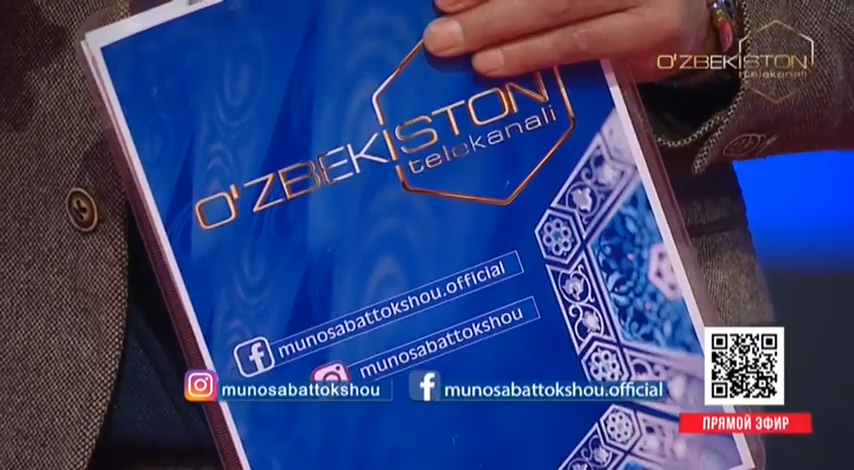 O'ZBEKISTON
telekanali
O'ZBEKISTON
telekanali
munosabattokshou.official
munosabattokshou
munosabattokshou
munosabattokshou.official
ПРЯМОЙ ЭФИР